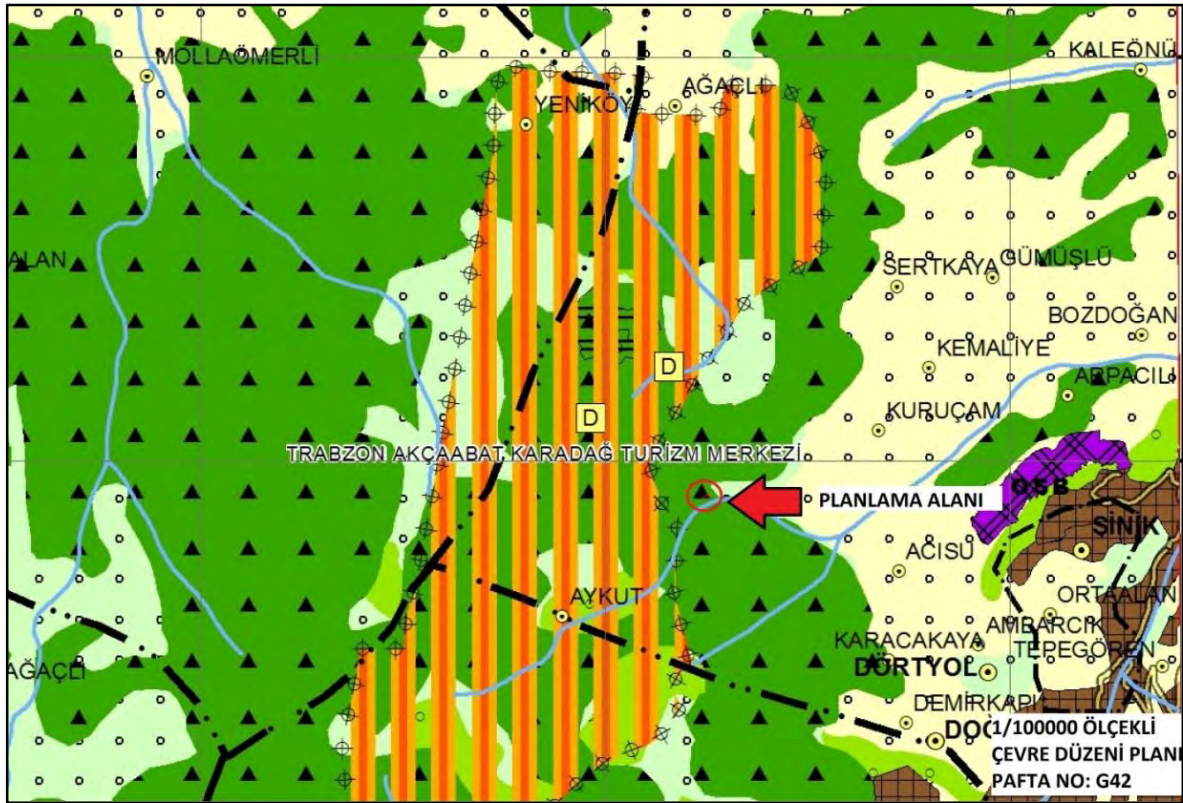 MOLLAÖMERLİ
KALEÖNÜ
YENİKÖY
AĞAÇLI
ALAN
SERTKAYA
GÜMÜŞLÜ
BOZDOĞAN
KEMALİYE
ARPACILI
KURUÇAM
D
D
TRABZON AKÇAABAT KARADAĞ TURİZM MERKEZİ
PLANLAMA ALANI
OSB
SİNİK
ACISU
AYKUT
ORTAALAN
AMBARCIK
KARACAKAYA
TEPEGÖREN
DÖRTYOL
AĞAÇLI
DEMİRKAPI
1/100000 ÖLÇEKLİ
ÇEVRE DÜZENİ PLANI
PAFTA NO: G42